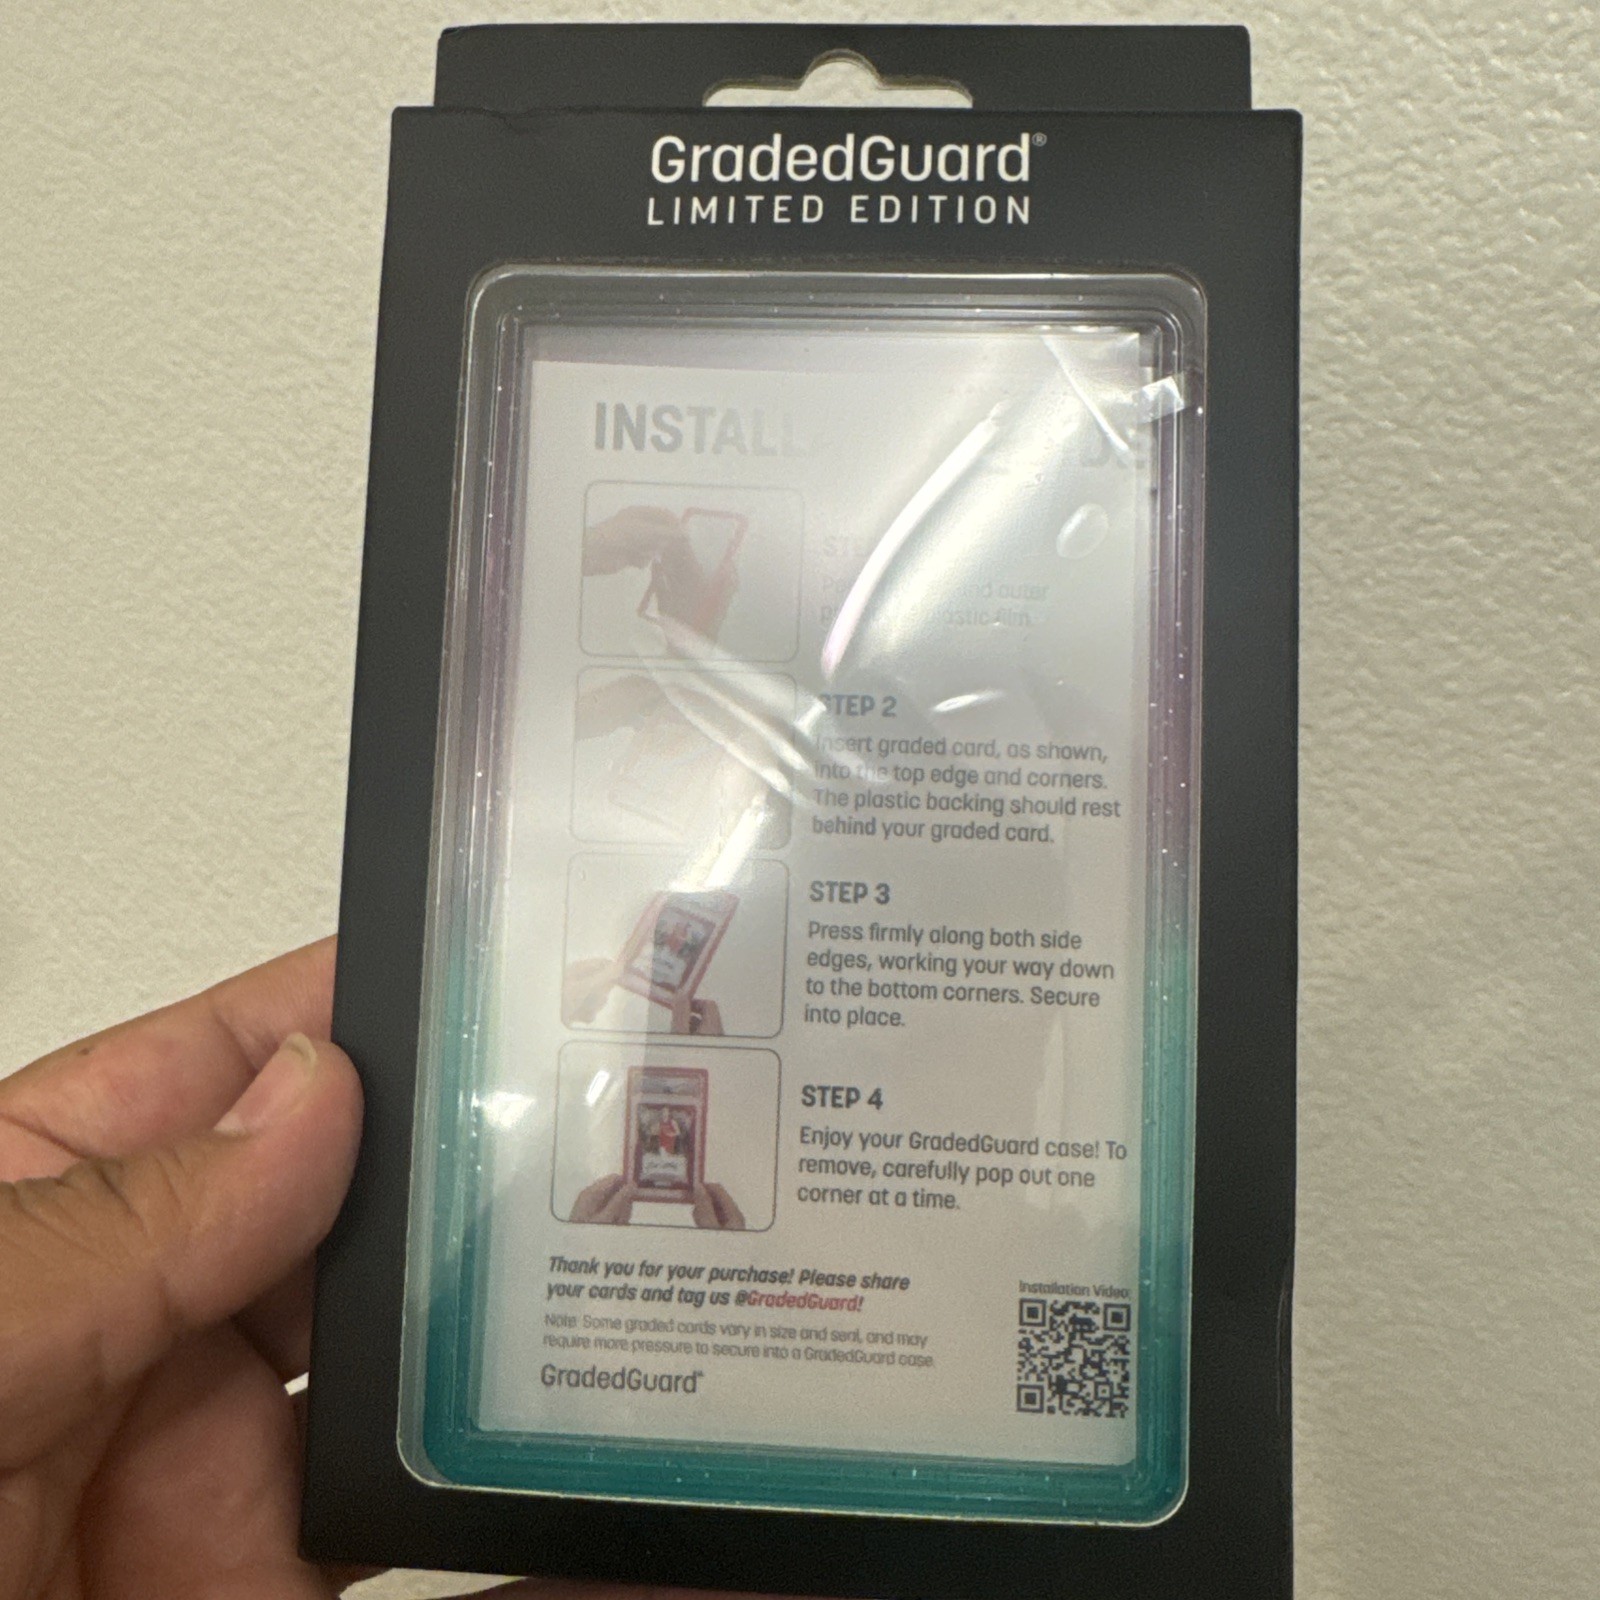 GradedGuard®
LIMITED EDITION
INSTALL
and outer
STEP 2
Insert graded card, as shown,
into the top edge and corners.
The plastic backing should rest
behind your graded card.
STEP 3
Press firmly along both side
edges, working your way down
to the bottom corners. Secure
into place.
STEP 4
Enjoy your GradedGuard case! To
remove, carefully pop out one
corner at a time.
Thank you for your purchase! Please share
your cards and tag us @GradedGuard!
Note: Some graded cards vary in size and seal, and may
require more pressure to secure into a GradedGuard case.
GradedGuard®
Installation Video: